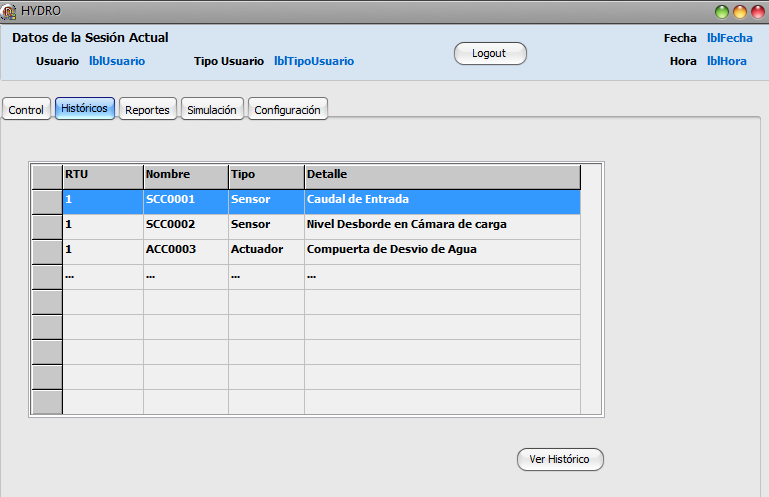 HYDRO
Datos de la Sesión Actual
Fecha lblFecha
Usuario lblUsuario Tipo Usuario lblTipoUsuario Logout Hora lblHora
Control Históricos Reportes Simulación Configuración
RTU Nombre Tipo Detalle
1 SCC0001 Sensor Caudal de Entrada
1 SCC0002 Sensor Nivel Desborde en Cámara de carga
1 ACC0003 Actuador Compuerta de Desvio de Agua
... ... ... ...
Ver Histórico